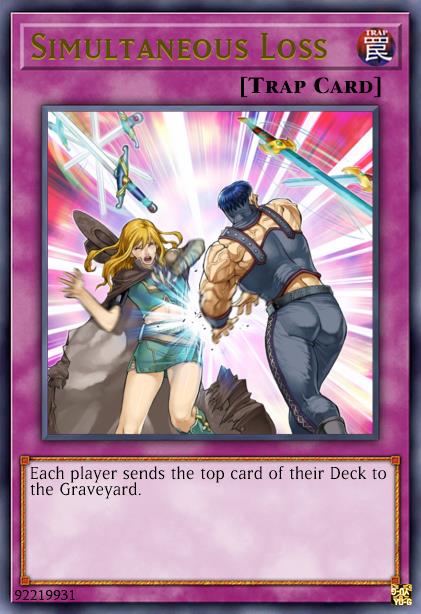 SIMULTANEOUS LOSS
TRAP
罠
[TRAP CARD]
Each player sends the top card of their Deck to
the Graveyard.
92219931